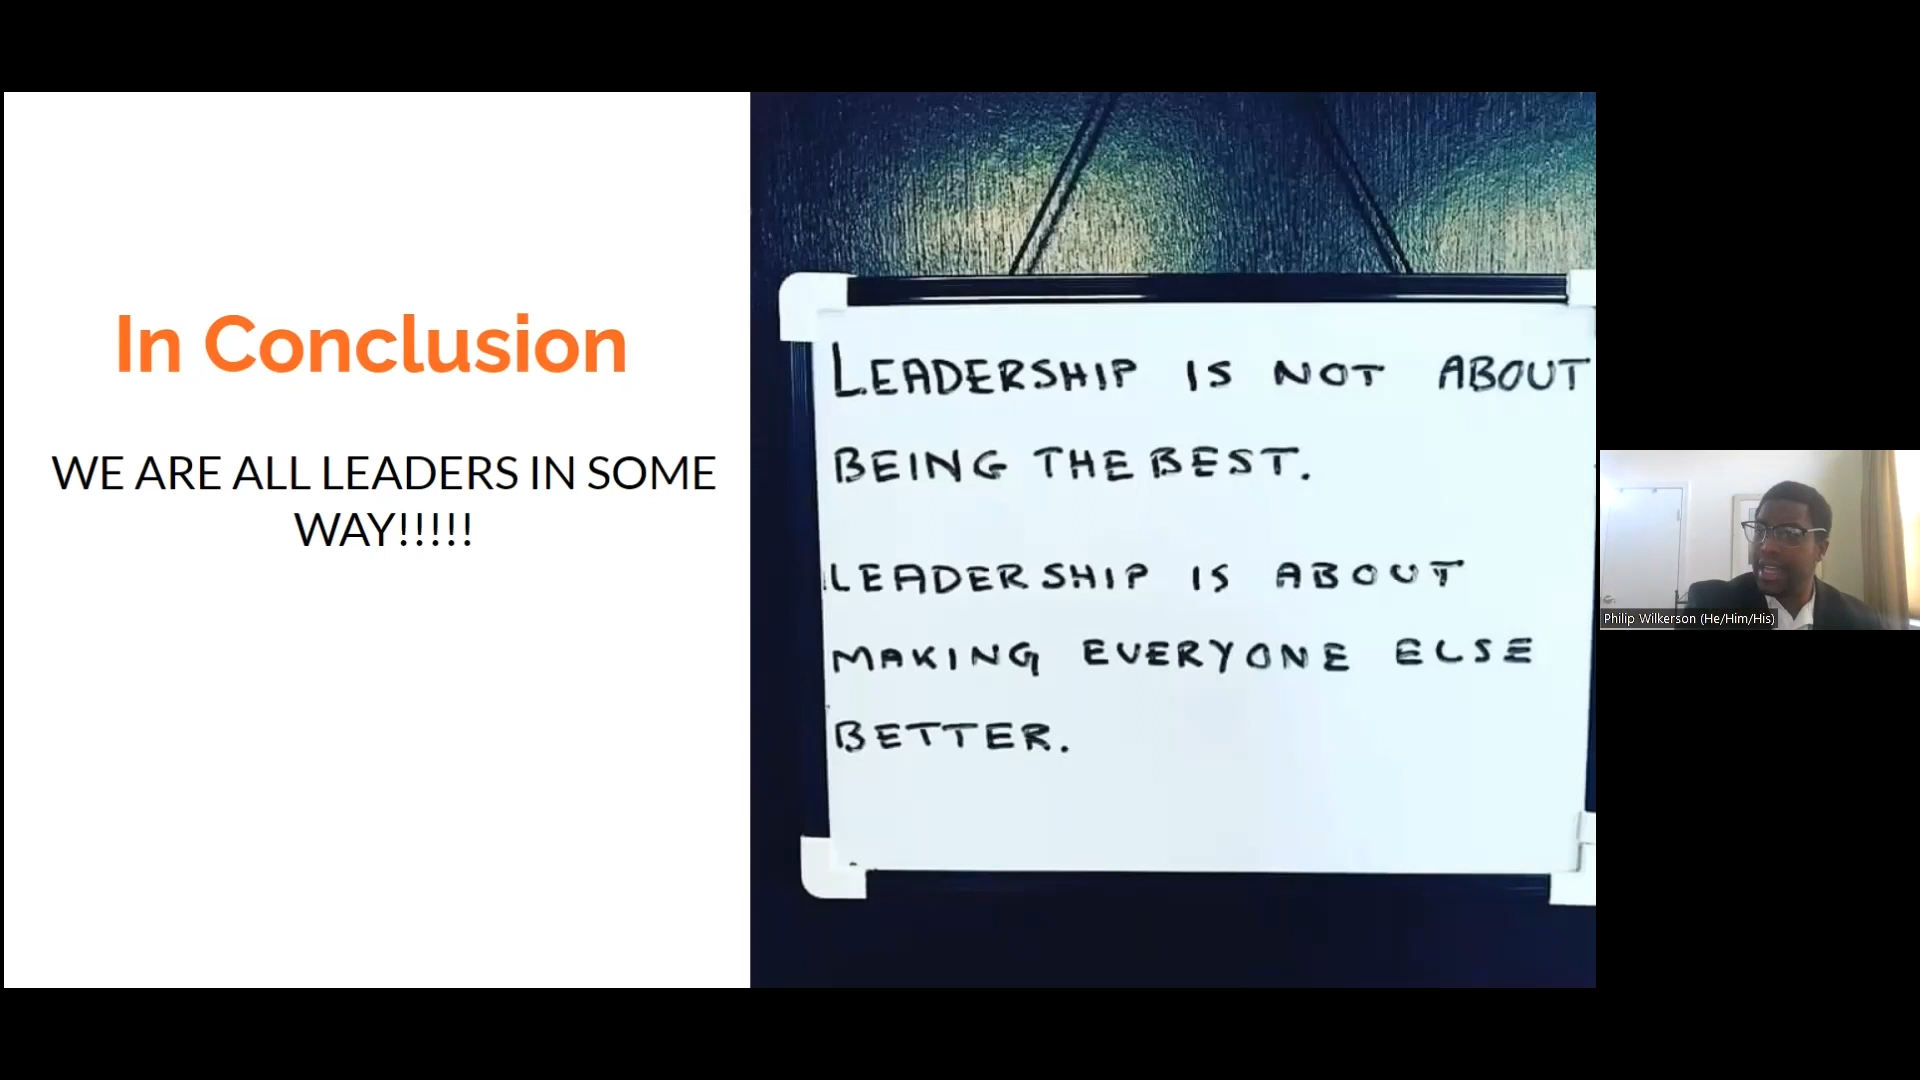 In Conclusion
WE ARE ALL LEADERS IN SOME
WAY!!!!!
LEADERSHIP IS NOT ABOUT
BEING THE BEST.
LEADERSHIP IS ABOUT
MAKING EVERYONE ELSE
BETTER.
Philip Wilkerson (He/Him/His)